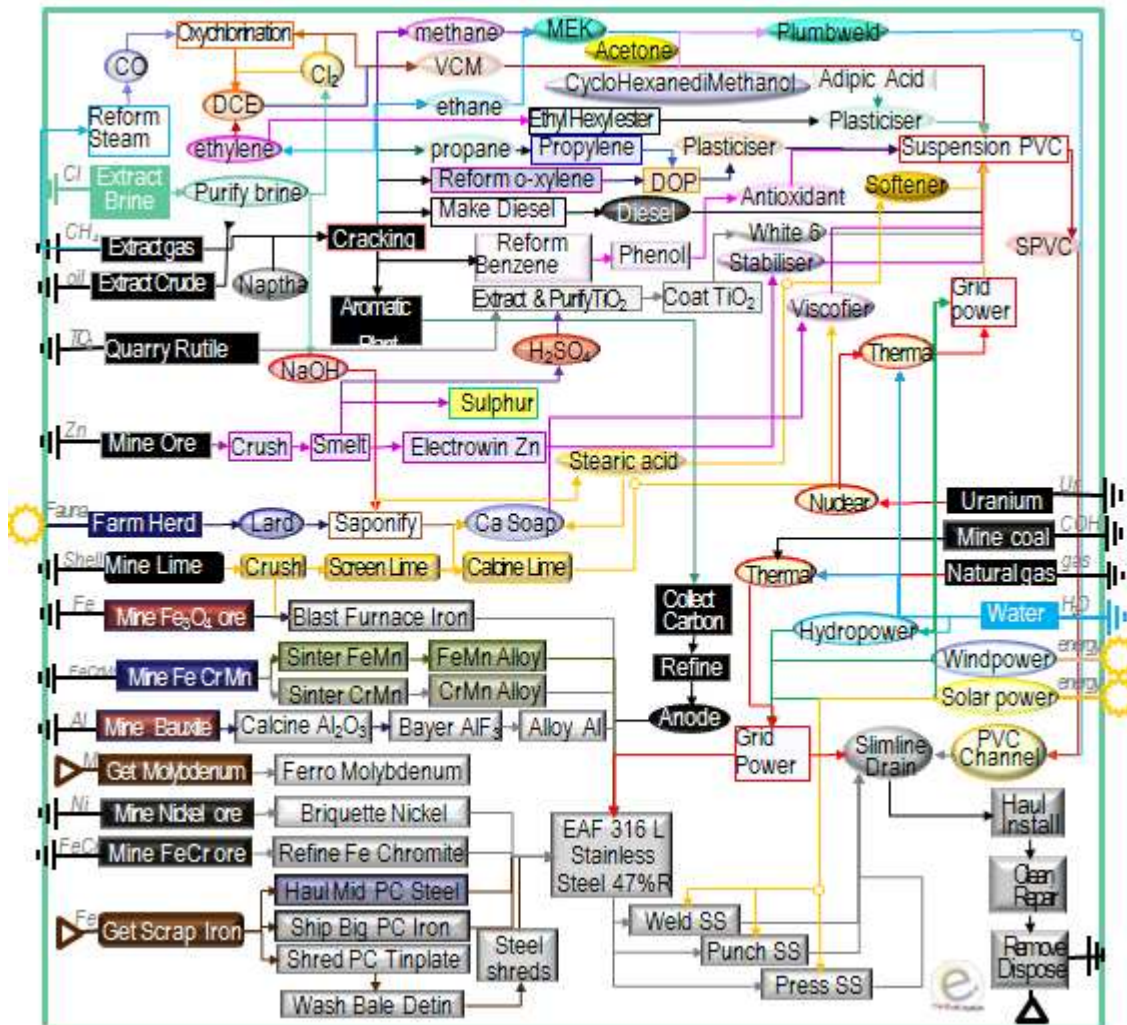 Oxychlorination
methane
MEK
Acetone
Plumbweld
CO
Cl₂
VCM
CycloHexanediMethanol
Adipic Acid
DCE
ethane
Reform
Steam
EthylHexylester
Plasticiser
ethylene
propane
Propylene
Plasticiser
Suspension PVC
Cl
Extract
Brine
Purify brine
Reform o-xylene
DOP
Antioxidant
Softener
Make Diesel
Diesel
CH₄
Extract gas
Cracking
White 6
SPVC
Reform
Benzene
Phenol
Stabiliser
oil
Extract Crude
Naptha
Aromatic
Plant
Extract & PurifyTiO₂
Coat TiO₂
Viscofier
Grid
power
Quarry Rutile
NaOH
H₂SO₄
Therma
Sulphur
Zn
Mine Ore
Crush
Smelt
Electrowin Zn
Stearic acid
Nuclear
Uranium
Ur
Fauna
Farm Herd
Lard
Saponify
Ca Soap
Mine coal
COH
Shell
Mine Lime
Crush
Screen Lime
Calcine Lime
Thermal
Natural gas
gas
Fe
Mine Fe₃O₄ ore
Blast Furnace Iron
Collect
Carbon
Hydropower
Water
H₂O
FeCrM
Mine Fe CrMn
Sinter FeMn
FeMn Alloy
Refine
Windpower
energy
Sinter CrMn
CrMn Alloy
Solar power
energy
Al
Mine Bauxite
Calcine Al₂O₃
Bayer AlF₃
Alloy Al
Anode
Grid
Power
Slimline
Drain
PVC
Channel
M
Get Molybdenum
Ferro Molybdenum
Ni
Mine Nickel ore
Briquette Nickel
EAF 316 L
Stainless
Steel 47%R
Haul
Install
FeCr
Mine FeCr ore
Refine Fe Chromite
Haul Mid PC Steel
Clean
Repair
Fe
Get Scrap Iron
Ship Big PC Iron
Weld SS
Shred PC Tinplate
Steel
shreds
Punch SS
Remove
Dispose
Wash Bale Detin
Press SS
e